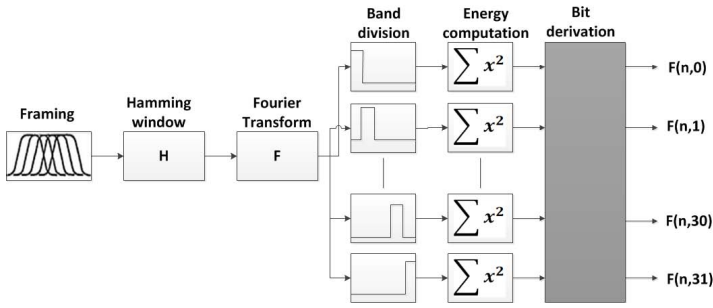 Band division
Energy computation
Bit derivation
Framing
Hamming window
Fourier Transform
H
F
∑ x²
∑ x²
∑ x²
∑ x²
F(n,0)
F(n,1)
F(n,30)
F(n,31)